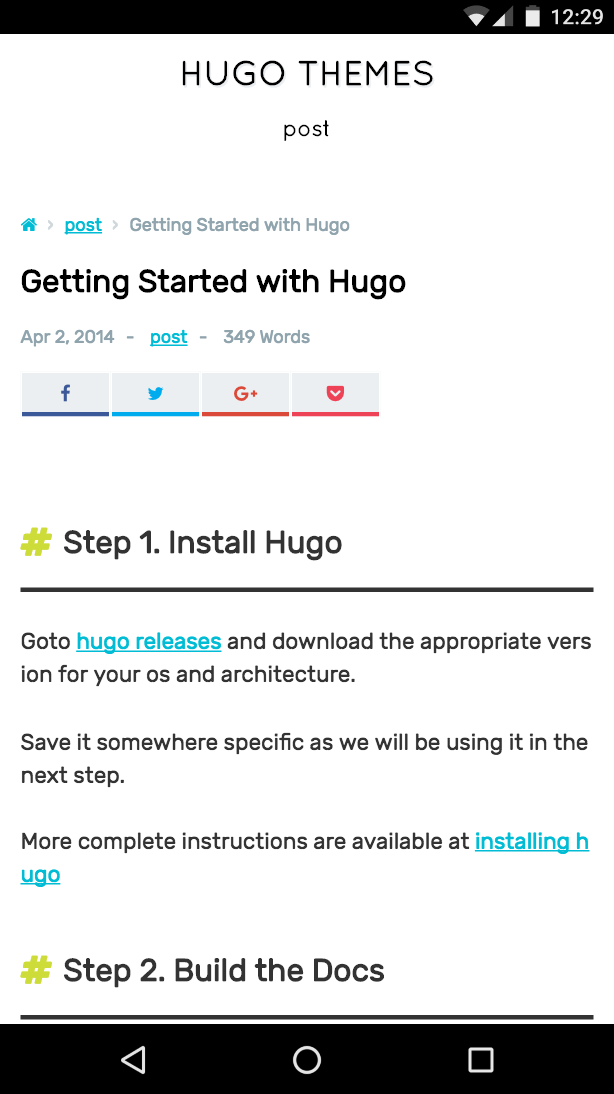 12:29
HUGO THEMES
post
post › Getting Started with Hugo
Getting Started with Hugo
Apr 2, 2014 - post - 349 Words
# Step 1. Install Hugo
Goto hugo releases and download the appropriate vers
ion for your os and architecture.
Save it somewhere specific as we will be using it in the
next step.
More complete instructions are available at installing h
ugo
# Step 2. Build the Docs